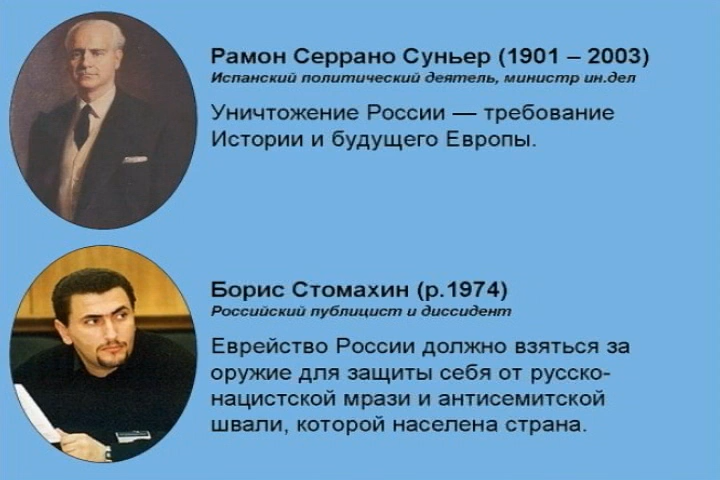 Рамон Серрано Суньер (1901 – 2003)
Испанский политический деятель, министр ин.дел
Уничтожение России — требование
Истории и будущего Европы.
Борис Стомахин (р.1974)
Российский публицист и диссидент
Еврейство России должно взяться за
оружие для защиты себя от русско-
нацистской мрази и антисемитской
швали, которой населена страна.